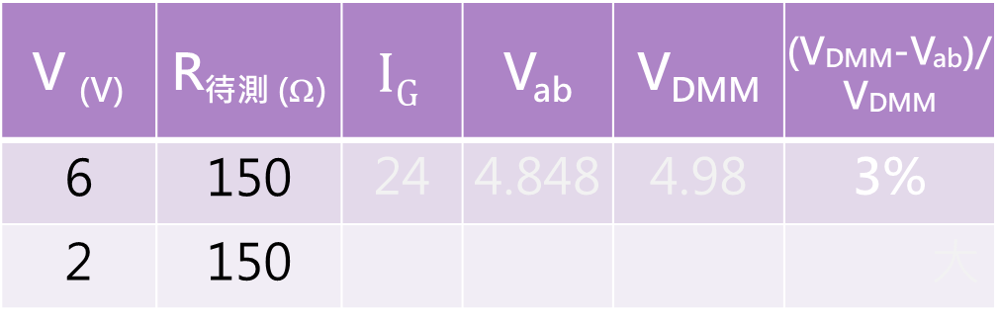 V (V) R待測 (Ω) IG Vab VDMM (VDMM-Vab)/
VDMM
6 150 24 4.848 4.98 3%
2 150 大